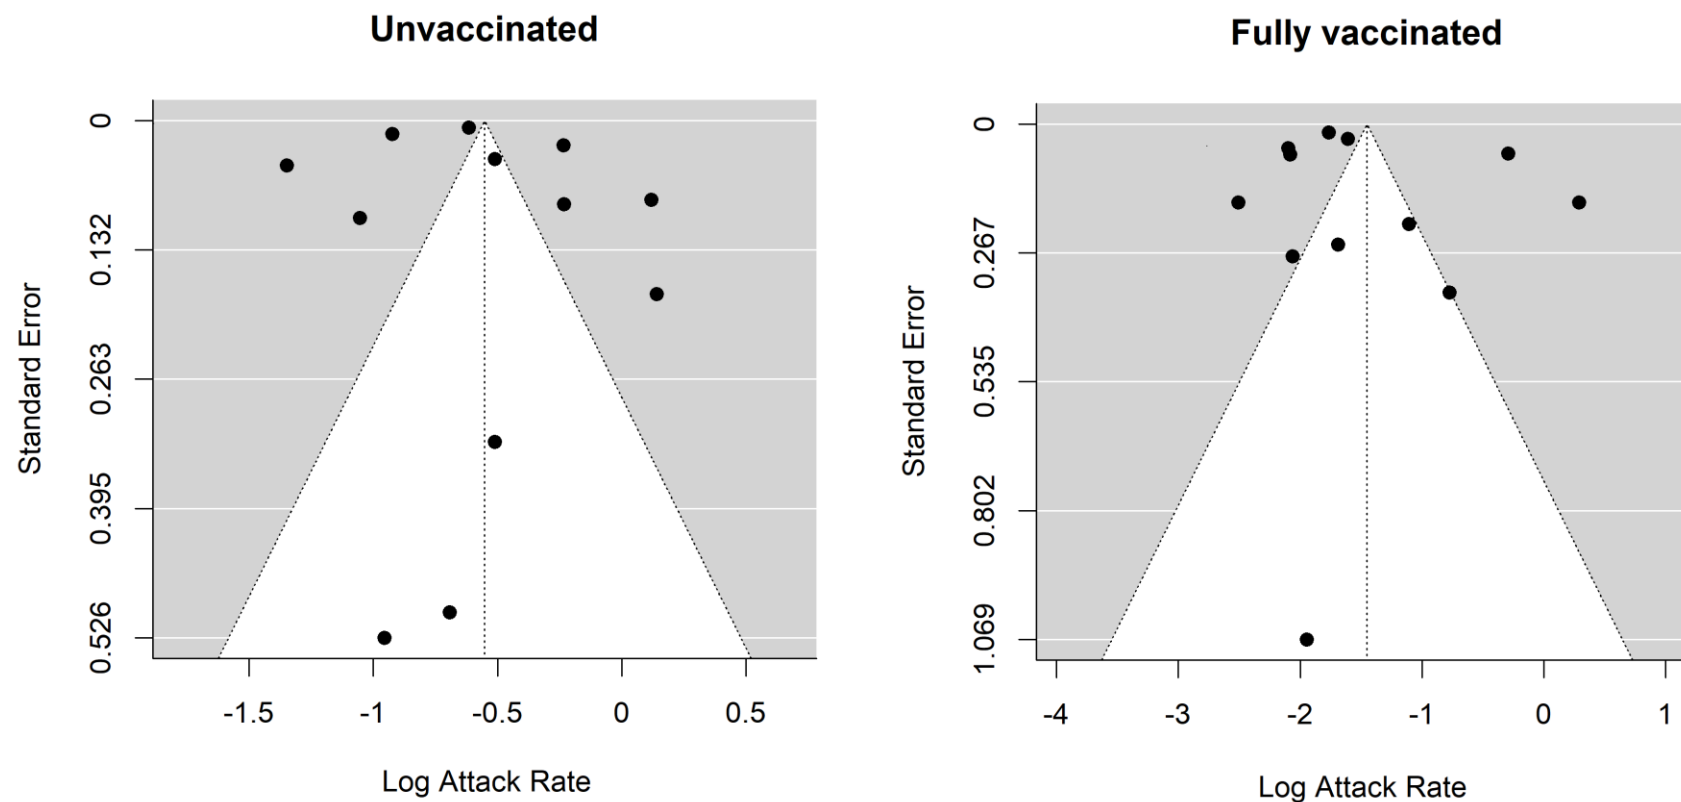 Unvaccinated
Standard Error
0
0.132
0.263
0.395
0.526
-1.5 -1 -0.5 0 0.5
Log Attack Rate
Fully vaccinated
Standard Error
0
0.267
0.535
0.802
1.069
-4 -3 -2 -1 0 1
Log Attack Rate